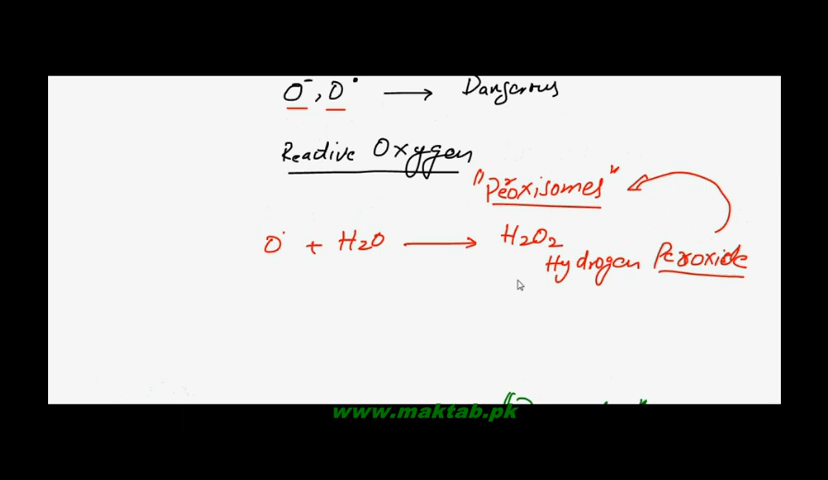 O⁻, O• → Dangerous
Reactive Oxygen
"Peroxisomes"
O• + H2O → H2O2
Hydrogen Peroxide
www.maktab.pk